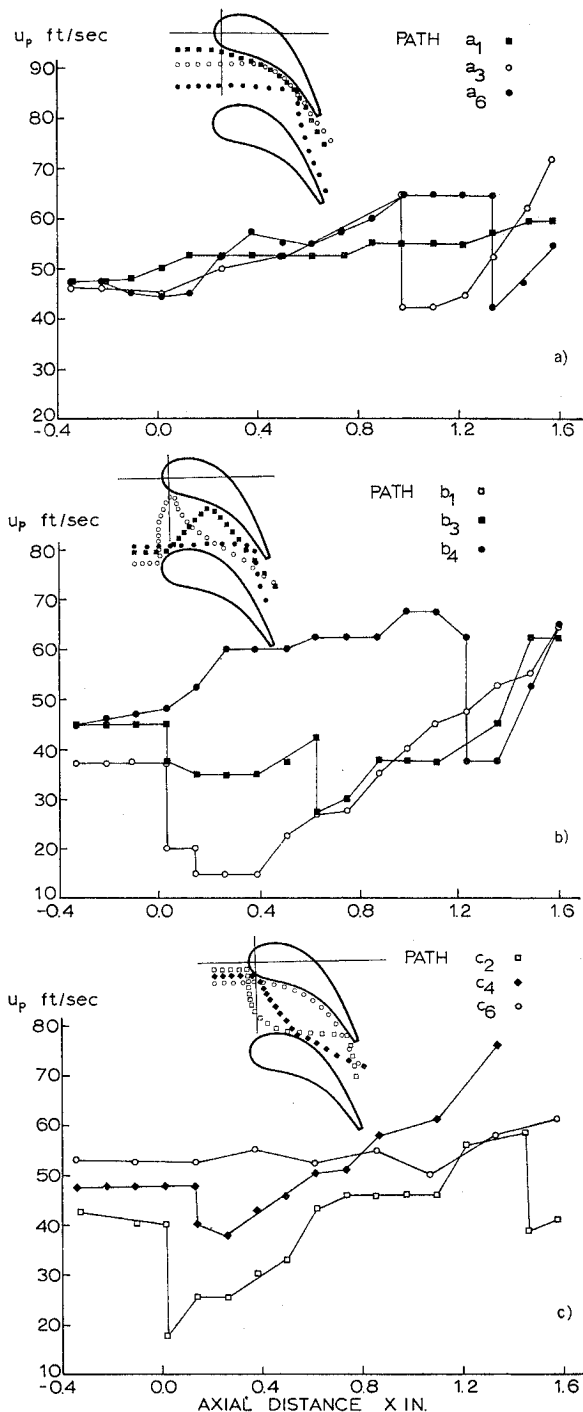 u_p ft/sec
PATH
a_1
a_3
a_6
90
80
70
60
50
40
30
20
-0.4 0.0 0.4 0.8 1.2 1.6
a)
u_p ft/sec
PATH
b_1
b_3
b_4
80
70
60
50
40
30
20
10
-0.4 0.0 0.4 0.8 1.2 1.6
b)
u_p ft/sec
PATH
c_2
c_4
c_6
80
70
60
50
40
30
20
10
-0.4 0.0 0.4 0.8 1.2 1.6
c)
AXIAL DISTANCE X IN.